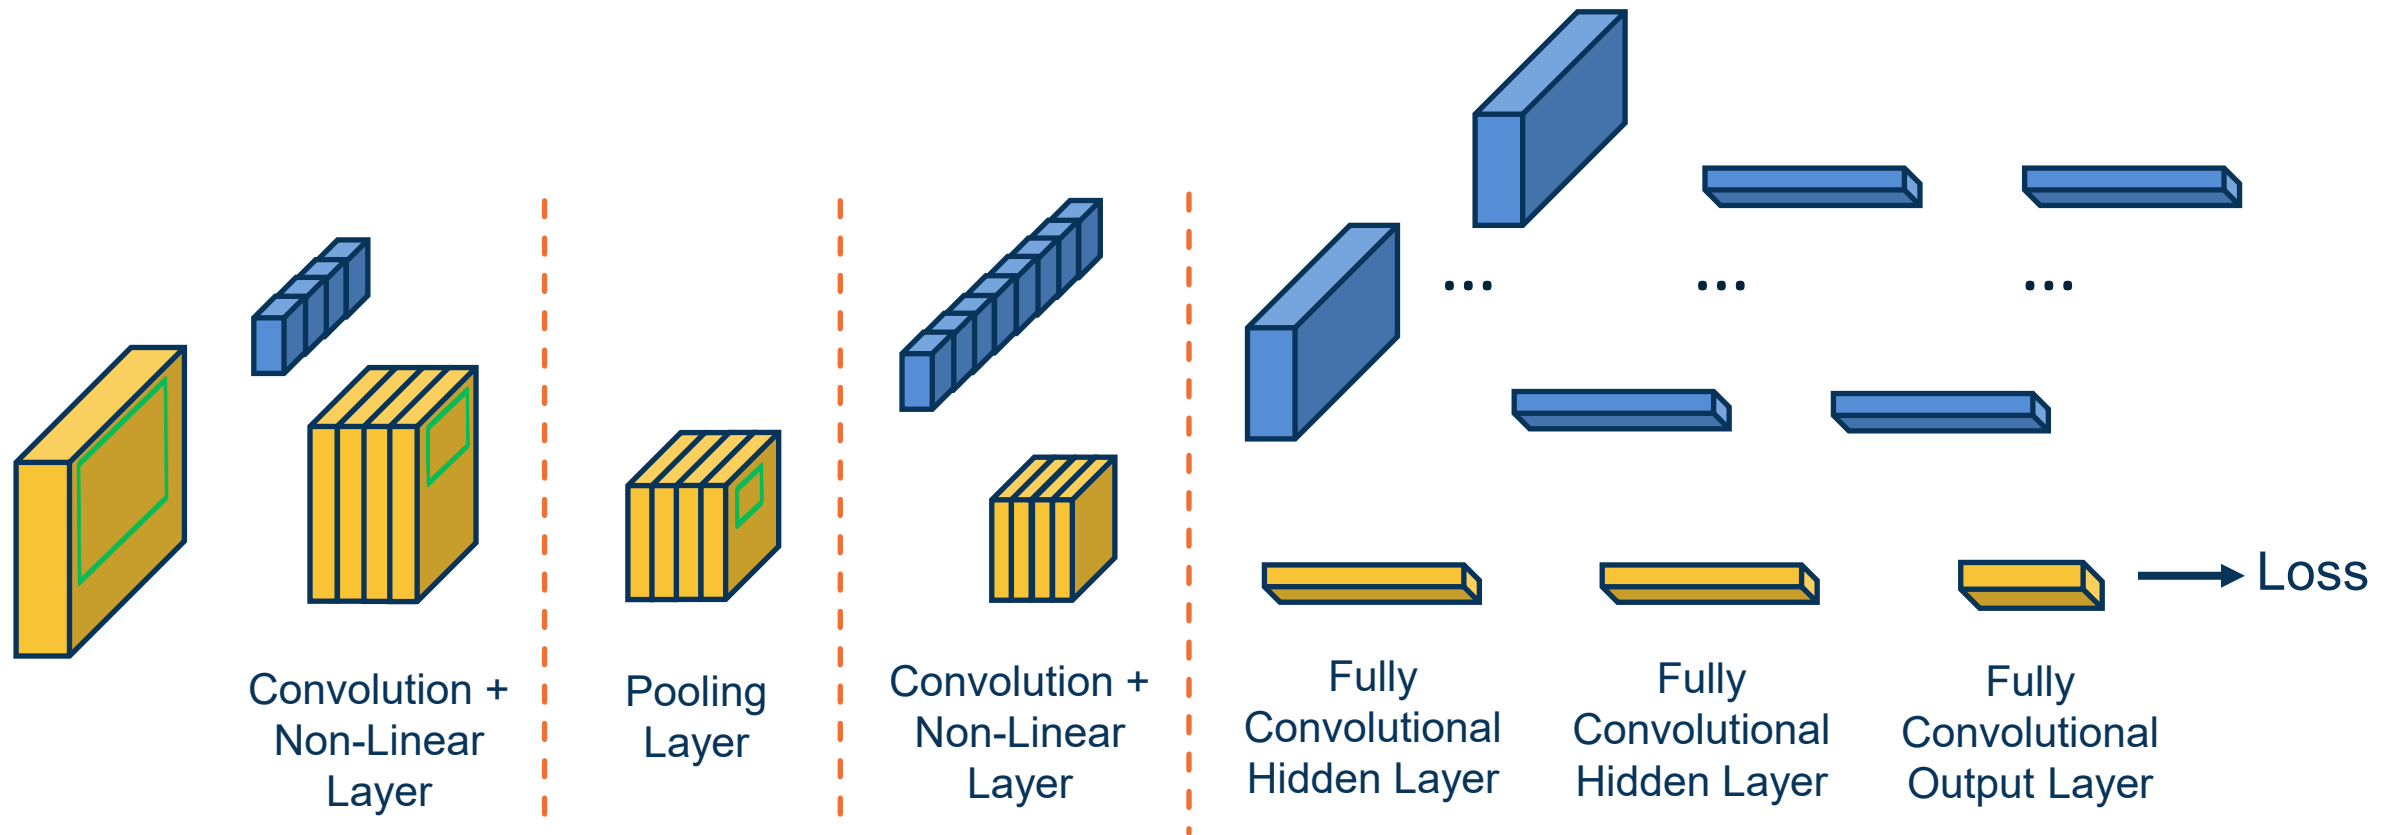 ...
...
...
Loss
Convolution +
Non-Linear
Layer
Pooling
Layer
Convolution +
Non-Linear
Layer
Fully
Convolutional
Hidden Layer
Fully
Convolutional
Hidden Layer
Fully
Convolutional
Output Layer